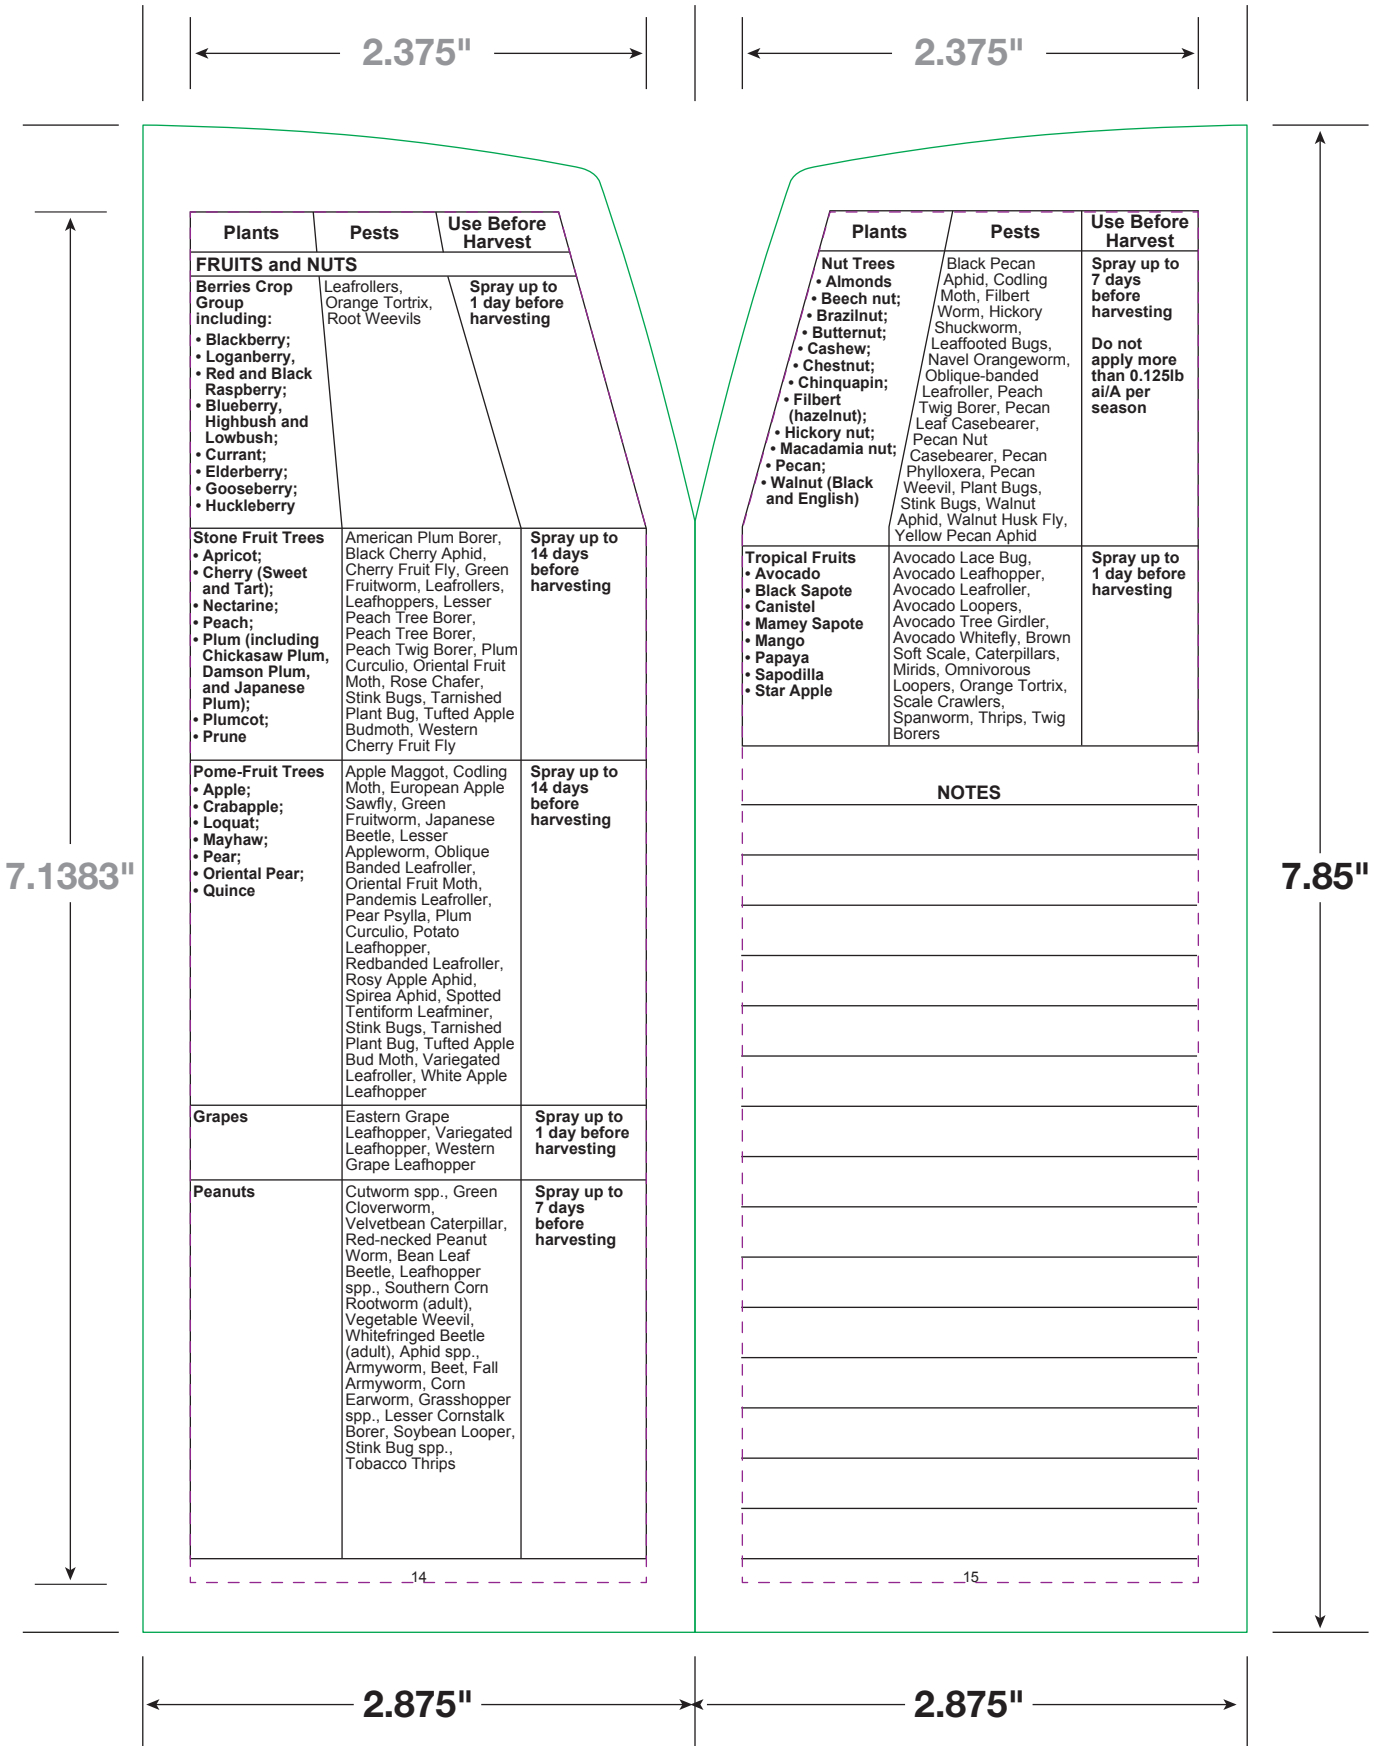 2.375"
2.375"
Plants
Pests
Use Before
Harvest
FRUITS and NUTS
Berries Crop
Group
including:
• Blackberry;
• Loganberry,
• Red and Black
Raspberry;
• Blueberry,
Highbush and
Lowbush;
• Currant;
• Elderberry;
• Gooseberry;
• Huckleberry
Leafrollers,
Orange Tortrix,
Root Weevils
Spray up to
1 day before
harvesting
Stone Fruit Trees
• Apricot;
• Cherry (Sweet
and Tart);
• Nectarine;
• Peach;
• Plum (including
Chickasaw Plum,
Damson Plum,
and Japanese
Plum);
• Plumcot;
• Prune
American Plum Borer,
Black Cherry Aphid,
Cherry Fruit Fly, Green
Fruitworm, Leafrollers,
Leafhoppers, Lesser
Peach Tree Borer,
Peach Tree Borer,
Peach Twig Borer, Plum
Curculio, Oriental Fruit
Moth, Rose Chafer,
Stink Bugs, Tarnished
Plant Bug, Tufted Apple
Budmoth, Western
Cherry Fruit Fly
Spray up to
14 days
before
harvesting
Pome-Fruit Trees
• Apple;
• Crabapple;
• Loquat;
• Mayhaw;
• Pear;
• Oriental Pear;
• Quince
Apple Maggot, Codling
Moth, European Apple
Sawfly, Green
Fruitworm, Japanese
Beetle, Lesser
Appleworm, Oblique
Banded Leafroller,
Oriental Fruit Moth,
Pandemis Leafroller,
Pear Psylla, Plum
Curculio, Potato
Leafhopper,
Redbanded Leafroller,
Rosy Apple Aphid,
Spirea Aphid, Spotted
Tentiform Leafminer,
Stink Bugs, Tarnished
Plant Bug, Tufted Apple
Bud Moth, Variegated
Leafroller, White Apple
Leafhopper
Spray up to
14 days
before
harvesting
Grapes
Eastern Grape
Leafhopper, Variegated
Leafhopper, Western
Grape Leafhopper
Spray up to
1 day before
harvesting
Peanuts
Cutworm spp., Green
Cloverworm,
Velvetbean Caterpillar,
Red-necked Peanut
Worm, Bean Leaf
Beetle, Leafhopper
spp., Southern Corn
Rootworm (adult),
Vegetable Weevil,
Whitefringed Beetle
(adult), Aphid spp.,
Armyworm, Beet, Fall
Armyworm, Corn
Earworm, Grasshopper
spp., Lesser Cornstalk
Borer, Soybean Looper,
Stink Bug spp.,
Tobacco Thrips
Spray up to
7 days
before
harvesting
14
Plants
Pests
Use Before
Harvest
Nut Trees
• Almonds
• Beech nut;
• Brazilnut;
• Butternut;
• Cashew;
• Chestnut;
• Chinquapin;
• Filbert
(hazelnut);
• Hickory nut;
• Macadamia nut;
• Pecan;
• Walnut (Black
and English)
Black Pecan
Aphid, Codling
Moth, Filbert
Worm, Hickory
Shuckworm,
Leaffooted Bugs,
Navel Orangeworm,
Oblique-banded
Leafroller, Peach
Twig Borer, Pecan
Leaf Casebearer,
Pecan Nut
Casebearer, Pecan
Phylloxera, Pecan
Weevil, Plant Bugs,
Stink Bugs, Walnut
Aphid, Walnut Husk Fly,
Yellow Pecan Aphid
Spray up to
7 days
before
harvesting
Do not
apply more
than 0.125lb
ai/A per
season
Tropical Fruits
• Avocado
• Black Sapote
• Canistel
• Mamey Sapote
• Mango
• Papaya
• Sapodilla
• Star Apple
Avocado Lace Bug,
Avocado Leafhopper,
Avocado Leafroller,
Avocado Loopers,
Avocado Tree Girdler,
Avocado Whitefly, Brown
Soft Scale, Caterpillars,
Mirids, Omnivorous
Loopers, Orange Tortrix,
Scale Crawlers,
Spanworm, Thrips, Twig
Borers
Spray up to
1 day before
harvesting
NOTES
15
7.1383"
7.85"
2.875"
2.875"